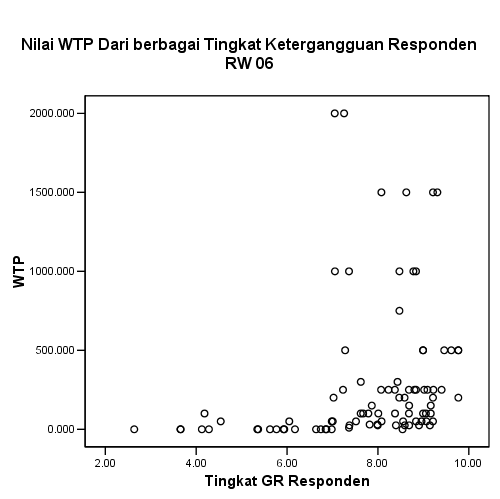 Nilai WTP Dari berbagai Tingkat Ketergangguan Responden
RW 06
2000.000
1500.000
1000.000
500.000
0.000
WTP
2.00 4.00 6.00 8.00 10.00
Tingkat GR Responden